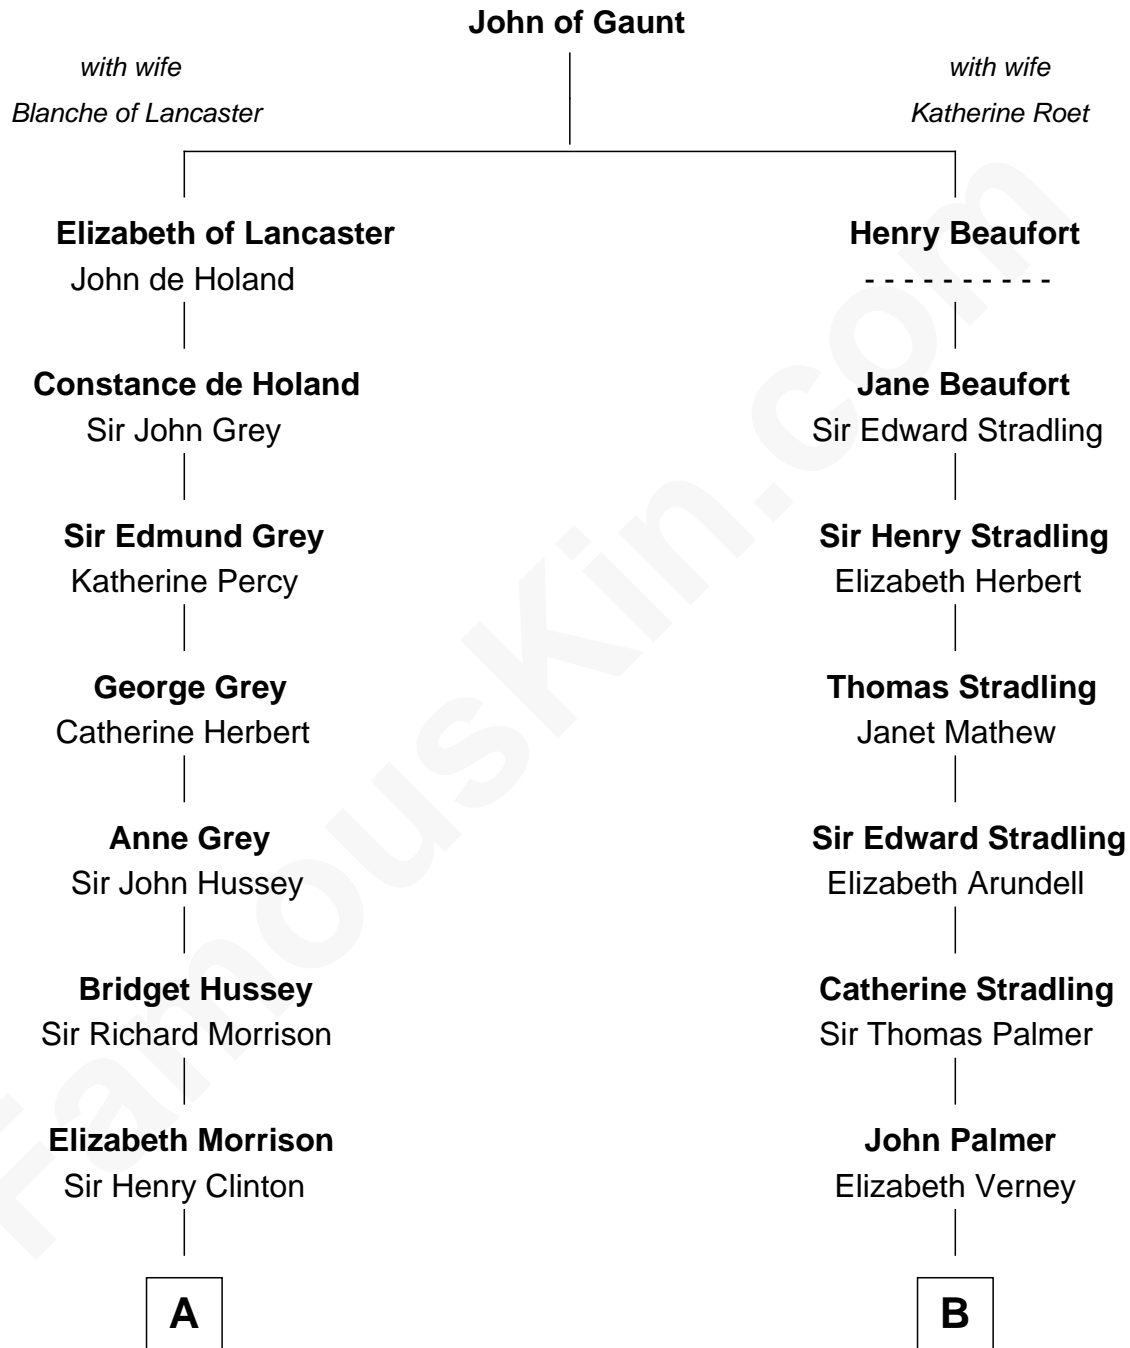 John of Gaunt
with wife
Blanche of Lancaster
with wife
Katherine Roet
Elizabeth of Lancaster
John de Holand
Henry Beaufort
- - - - - - - - - -
Constance de Holand
Sir John Grey
Jane Beaufort
Sir Edward Stradling
Sir Edmund Grey
Katherine Percy
Sir Henry Stradling
Elizabeth Herbert
George Grey
Catherine Herbert
Thomas Stradling
Janet Mathew
Anne Grey
Sir John Hussey
Sir Edward Stradling
Elizabeth Arundell
Bridget Hussey
Sir Richard Morrison
Catherine Stradling
Sir Thomas Palmer
Elizabeth Morrison
Sir Henry Clinton
John Palmer
Elizabeth Verney
A
B
FamousKin.com